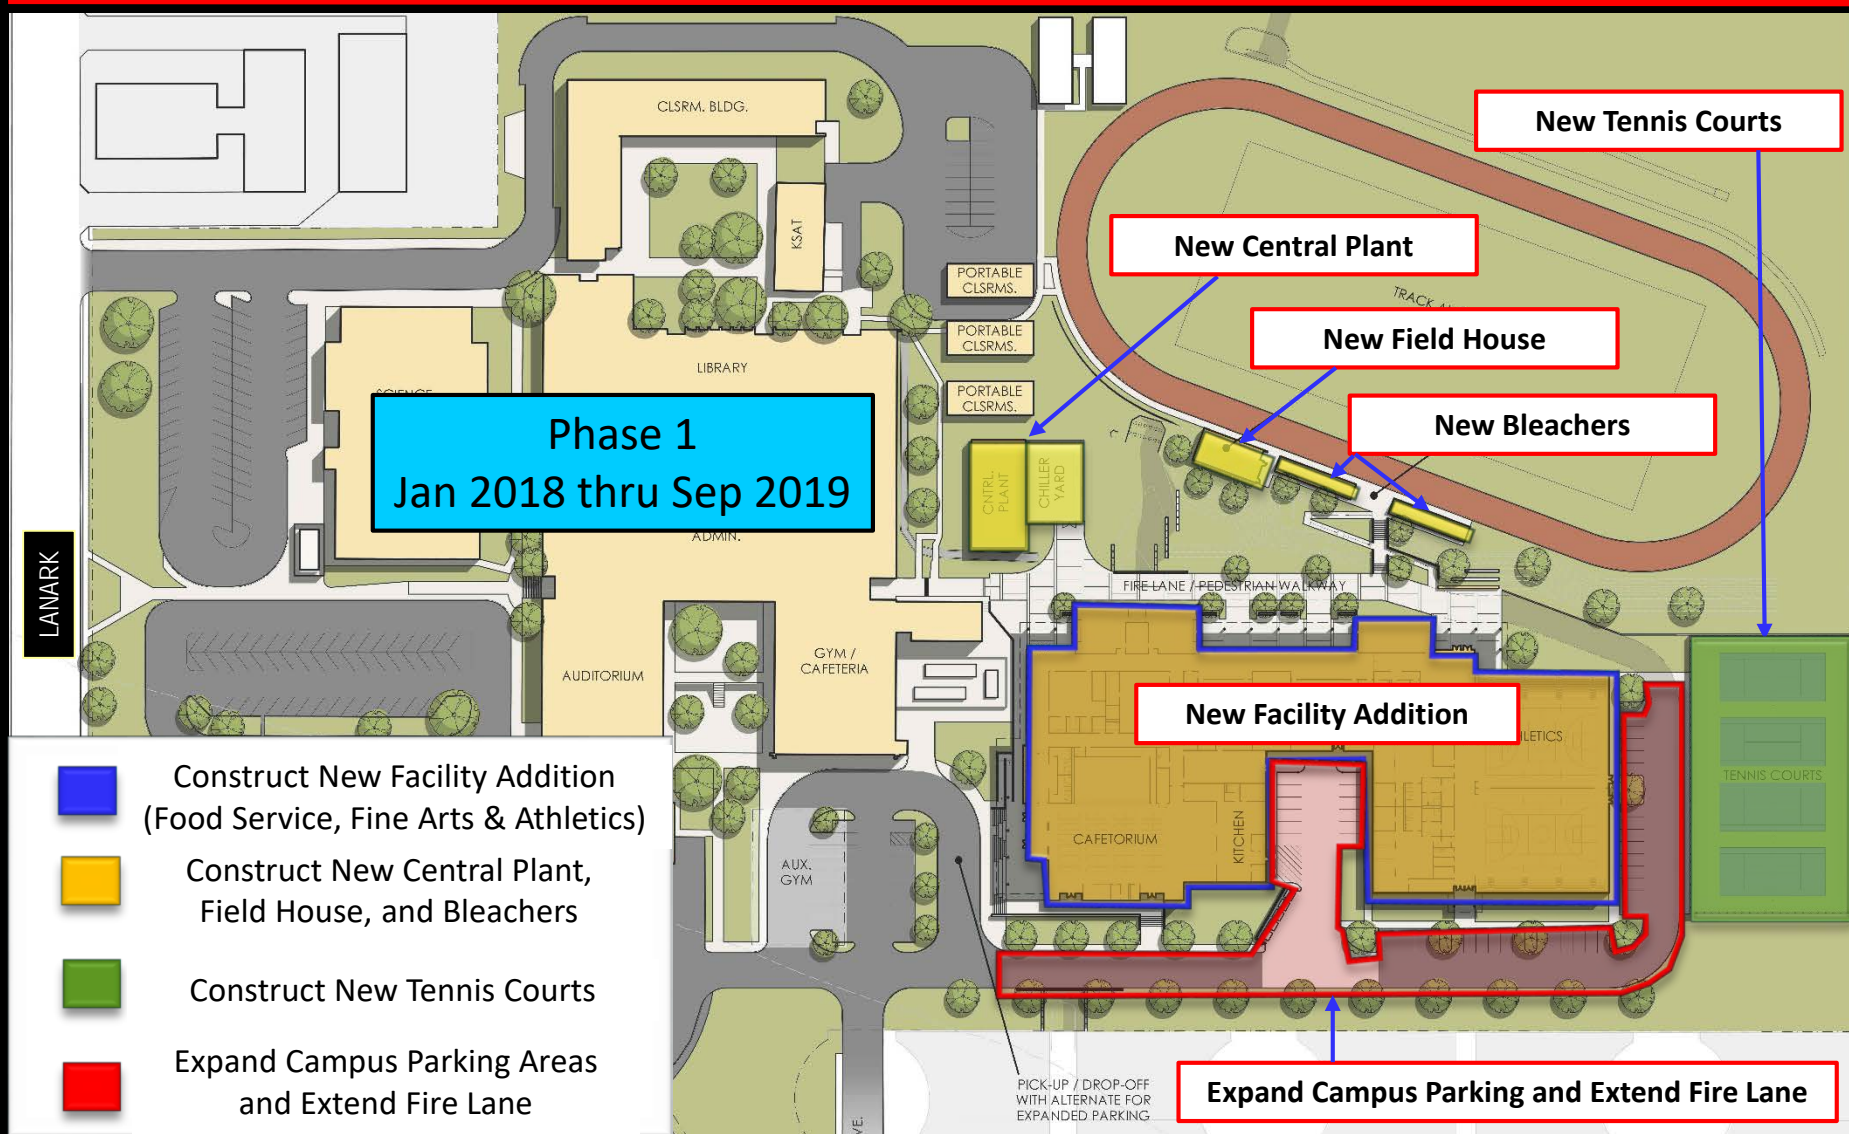 CLSRM. BLDG.
KSAT
New Tennis Courts
New Central Plant
PORTABLE
CLSRMS.
TRACK
New Field House
PORTABLE
CLSRMS.
LIBRARY
PORTABLE
CLSRMS.
SCIENCE
New Bleachers
Phase 1
Jan 2018 thru Sep 2019
CNTRL.
PLANT
CHILLER
YARD
ADMIN.
LANARK
FIRE LANE / PEDESTRIAN WALKWAY
GYM /
CAFETERIA
AUDITORIUM
New Facility Addition
TENNIS COURTS
CAFETORIUM
KITCHEN
AUX.
GYM
Construct New Facility Addition
(Food Service, Fine Arts & Athletics)
Construct New Central Plant,
Field House, and Bleachers
Construct New Tennis Courts
Expand Campus Parking Areas
and Extend Fire Lane
PICK-UP / DROP-OFF
WITH ALTERNATE FOR
EXPANDED PARKING
Expand Campus Parking and Extend Fire Lane